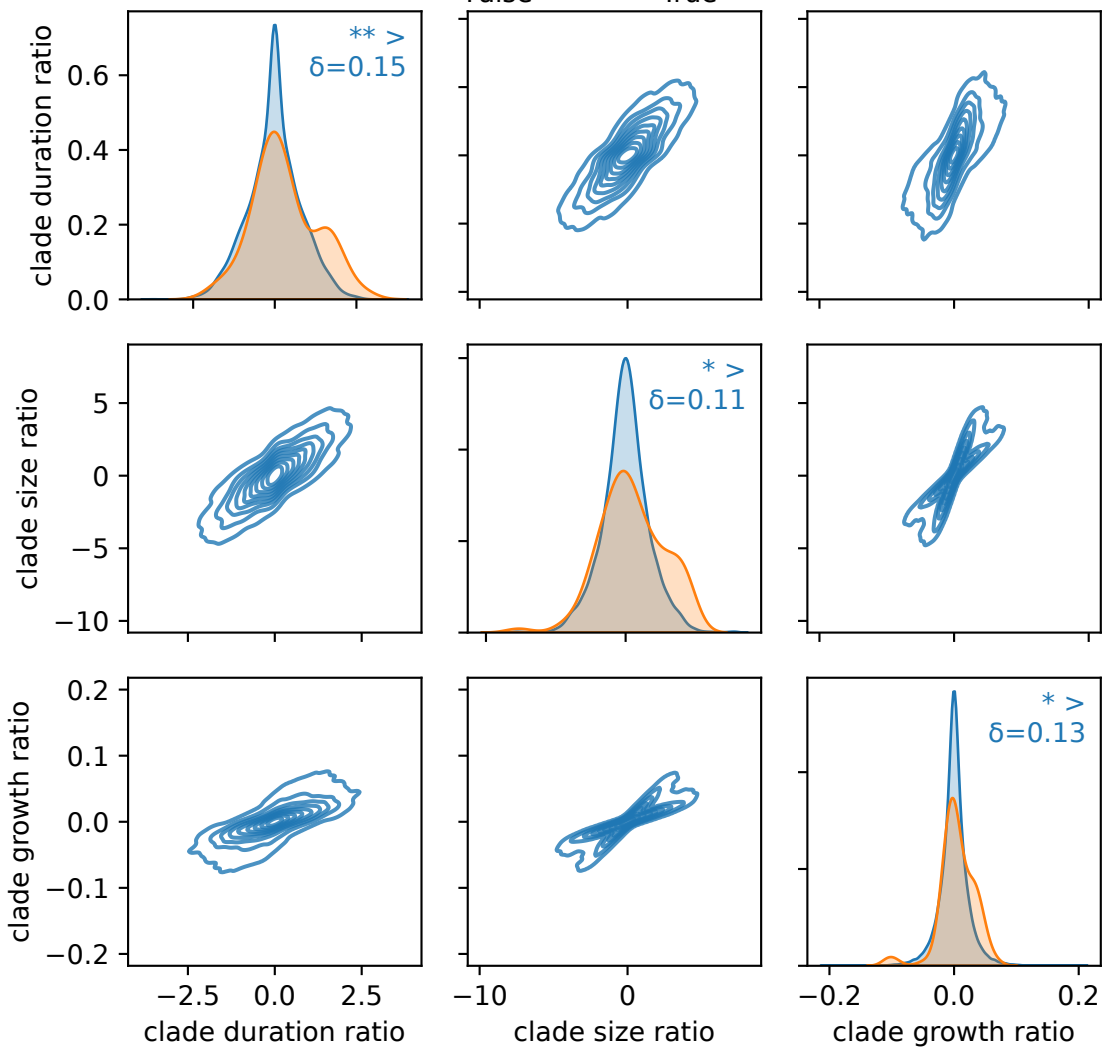 clade duration ratio
0.6
0.4
0.2
0.0
** >
δ=0.15
clade size ratio
5
0
−5
−10
* >
δ=0.11
clade growth ratio
0.2
0.1
0.0
−0.1
−0.2
* >
δ=0.13
−2.5 0.0 2.5
−10 0
−0.2 0.0 0.2
clade duration ratio
clade size ratio
clade growth ratio